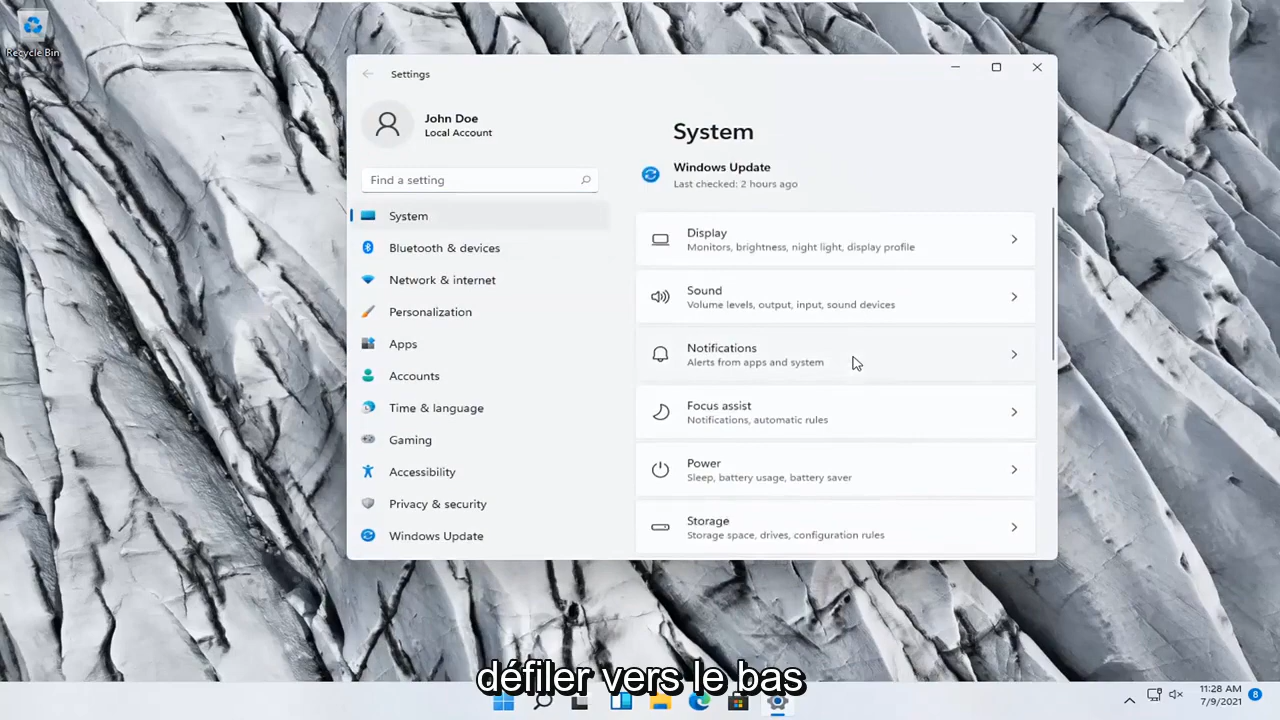 Recycle Bin
Settings
John Doe
Local Account
Find a setting
System
Bluetooth & devices
Network & internet
Personalization
Apps
Accounts
Time & language
Gaming
Accessibility
Privacy & security
Windows Update
System
Windows Update
Last checked: 2 hours ago
Display
Monitors, brightness, night light, display profile
Sound
Volume levels, output, input, sound devices
Notifications
Alerts from apps and system
Focus assist
Notifications, automatic rules
Power
Sleep, battery usage, battery saver
Storage
Storage space, drives, configuration rules
défiler vers le bas
11:28 AM
7/9/2021
8